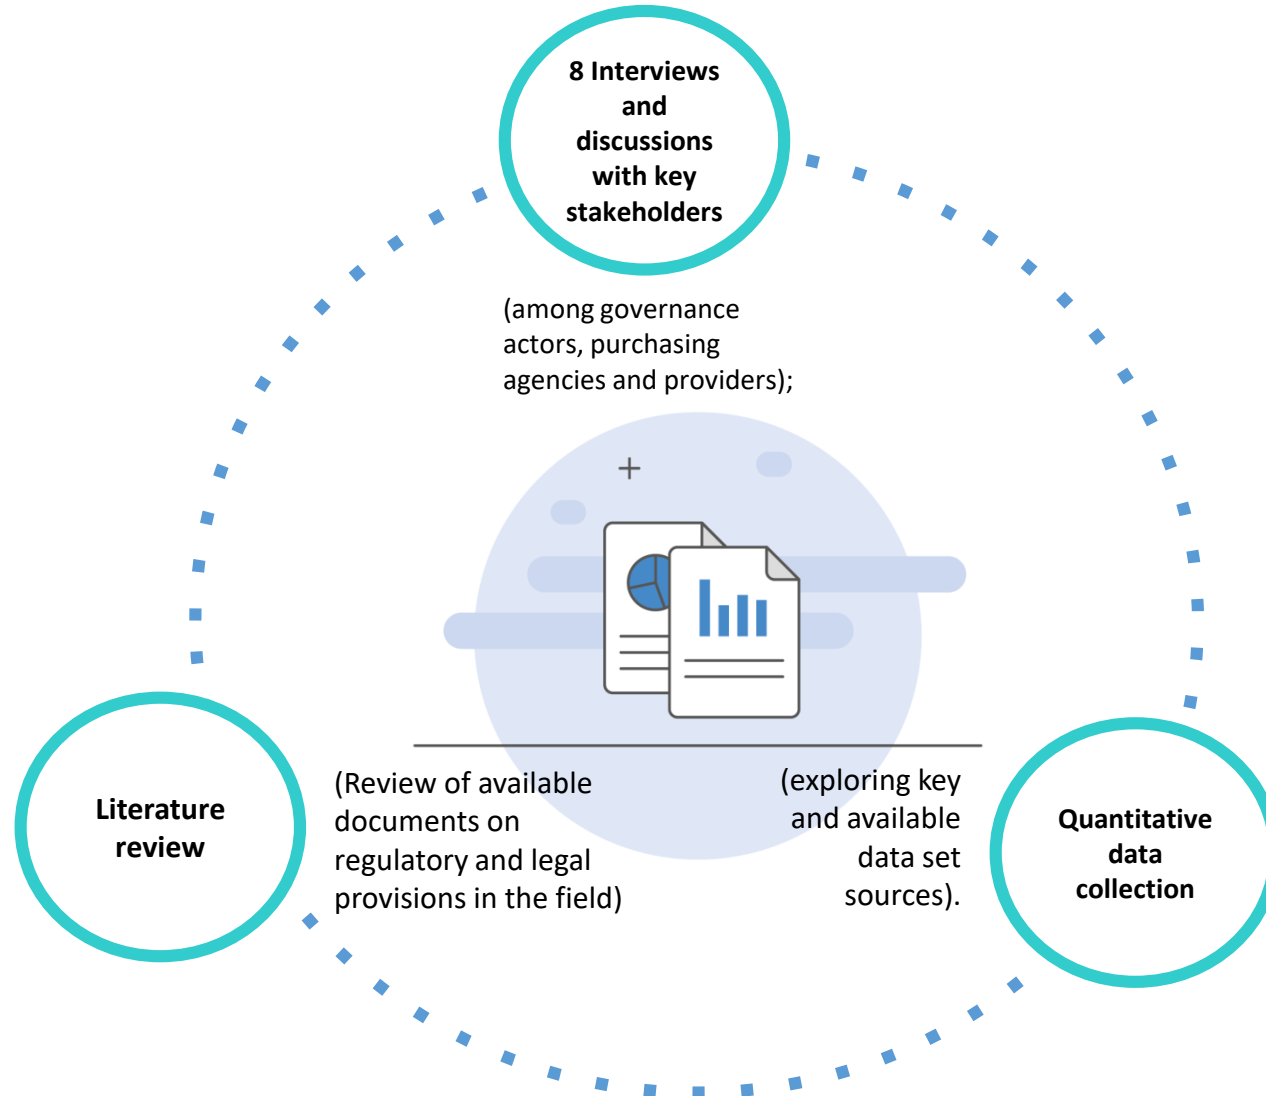 8 Interviews
and
discussions
with key
stakeholders
(among governance
actors, purchasing
agencies and providers);
Literature
review
(Review of available
documents on
regulatory and legal
provisions in the field)
(exploring key
and available
data set
sources).
Quantitative
data
collection